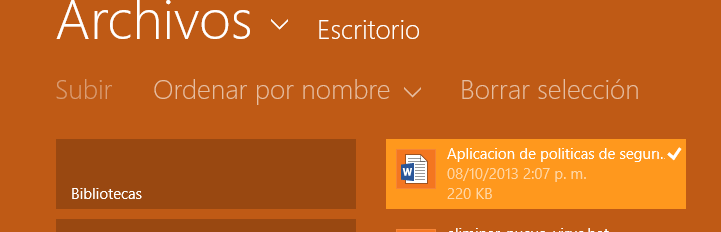 Archivos Escritorio
Subir Ordenar por nombre Borrar selección
Aplicacion de politicas de seguri..
08/10/2013 2:07 p. m.
Bibliotecas
220 KB